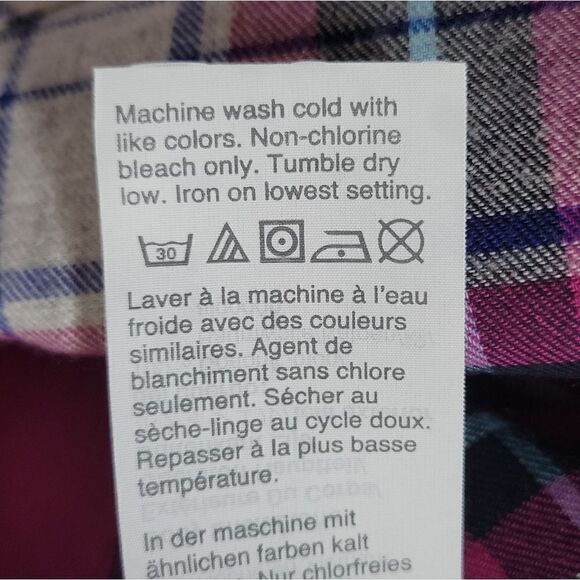 Machine wash cold with
like colors. Non-chlorine
bleach only. Tumble dry
low. Iron on lowest setting.
30
Laver à la machine à l'eau
froide avec des couleurs
similaires. Agent de
blanchiment sans chlore
seulement. Sécher au
sèche-linge au cycle doux.
Repasser à la plus basse
température.
In der maschine mit
ähnlichen farben kalt
Nur chlorfreies